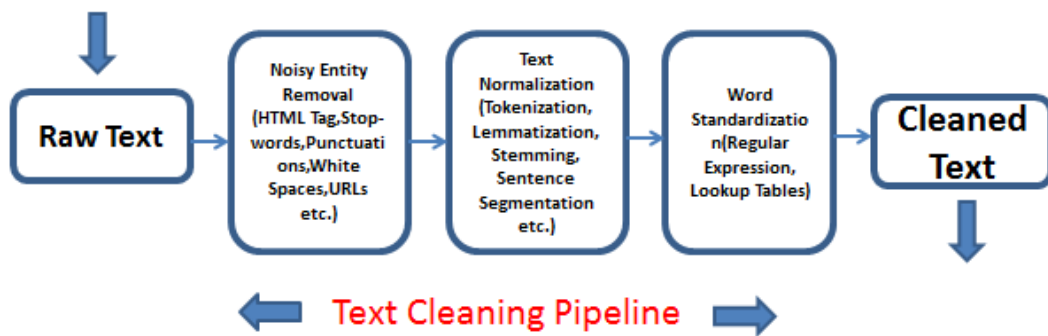 Raw Text
Noisy Entity
Removal
(HTML Tag,Stop-
words,Punctuati
ons,White
Spaces,URLs
etc.)
Text
Normalization
(Tokenization,
Lemmatization,
Stemming,
Sentence
Segmentation
etc.)
Word
Standardizatio
n(Regular
Expression,
Lookup Tables)
Cleaned
Text
Text Cleaning Pipeline